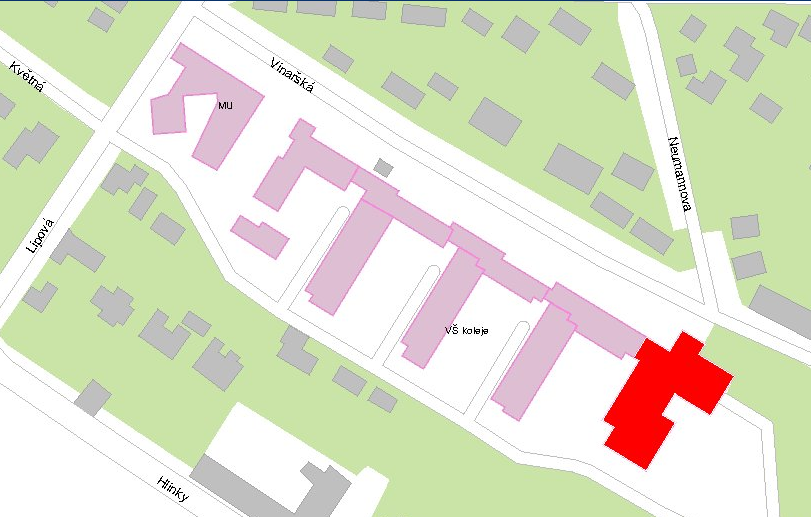 Květná
Vinařská
MU
Neumannova
Lipová
VŠ koleje
Hlinky